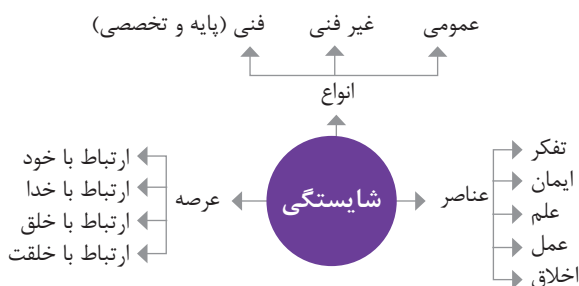 عمومی
غیر فنی
فنی (پایه و تخصصی)
انواع
شایستگی
عناصر
تفکر
ایمان
علم
عمل
اخلاق
عرصه
ارتباط با خود
ارتباط با خدا
ارتباط با خلق
ارتباط با خلقت